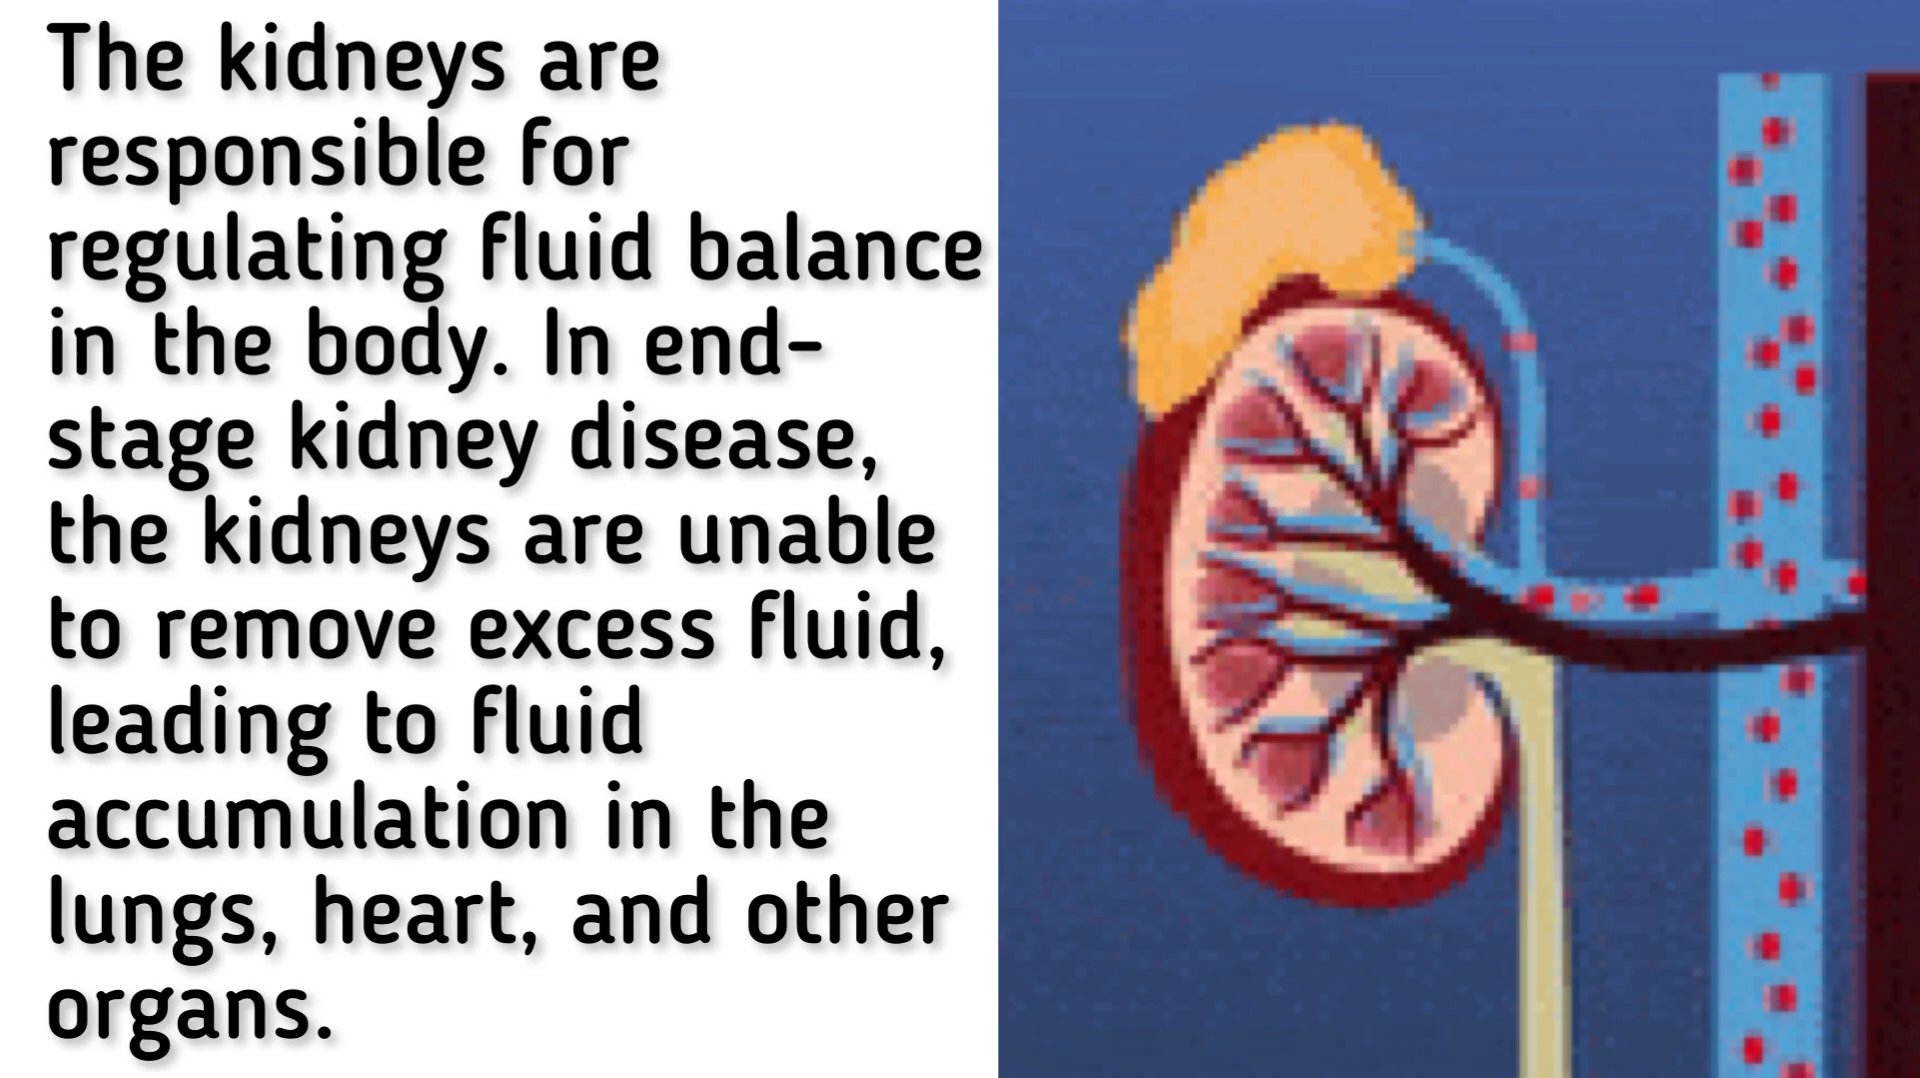 The kidneys are
responsible for
regulating fluid balance
in the body. In end-
stage kidney disease,
the kidneys are unable
to remove excess fluid,
leading to fluid
accumulation in the
lungs, heart, and other
organs.